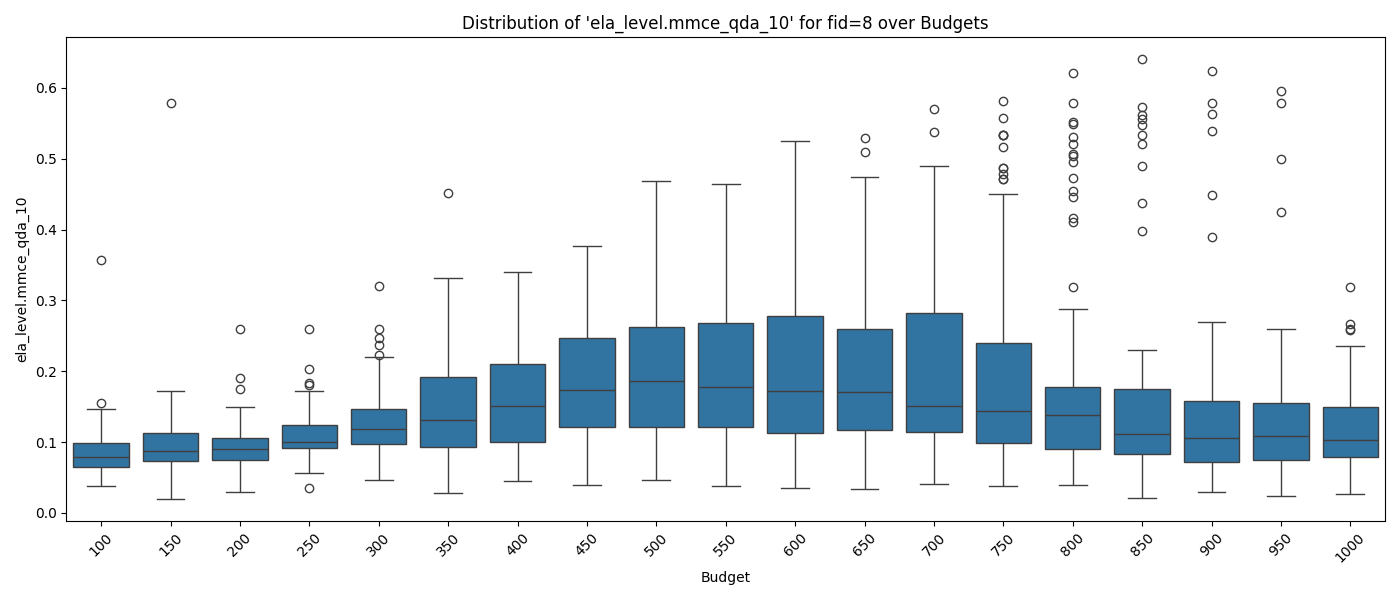 Distribution of 'ela_level.mmce_qda_10' for fid=8 over Budgets
ela_level.mmce_qda_10
0.6
0.5
0.4
0.3
0.2
0.1
0.0
100 150 200 250 300 350 400 450 500 550 600 650 700 750 800 850 900 950 1000
Budget